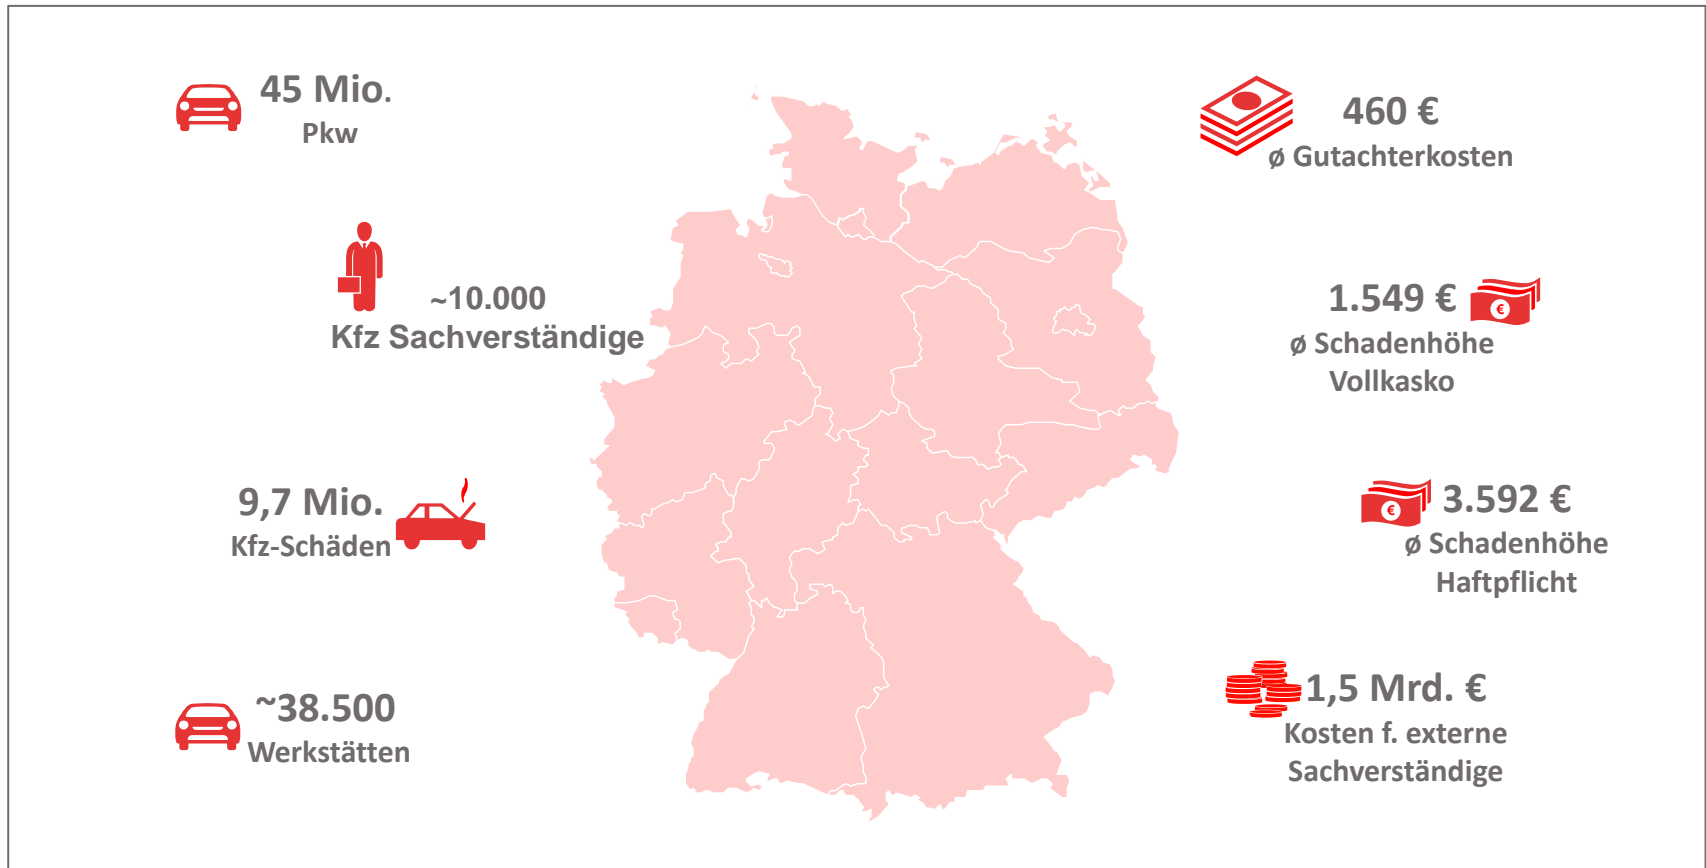 45 Mio.
Pkw
~10.000
Kfz Sachverständige
9,7 Mio.
Kfz-Schäden
~38.500
Werkstätten
460 €
ø Gutachterkosten
1.549 €
€
ø Schadenhöhe
Vollkasko
€
3.592 €
ø Schadenhöhe
Haftpflicht
1,5 Mrd. €
Kosten f. externe
Sachverständige